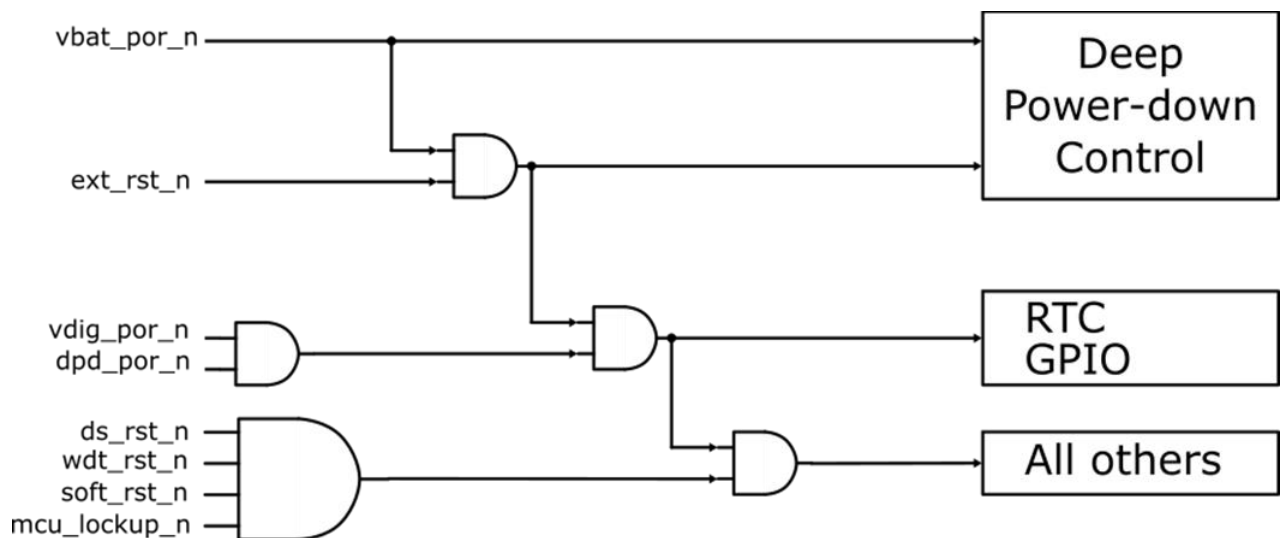 vbat_por_n
Deep
Power-down
Control
ext_rst_n
vdig_por_n
dpd_por_n
RTC
GPIO
ds_rst_n
wdt_rst_n
soft_rst_n
mcu_lockup_n
All others